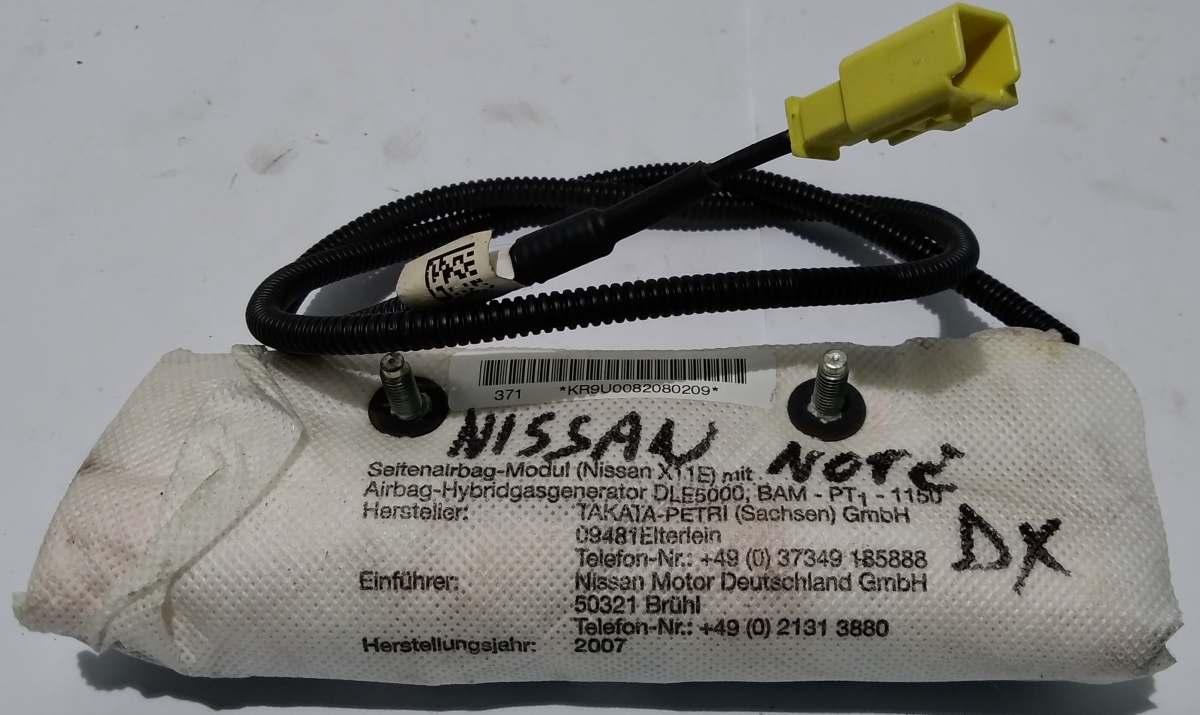 371 *KR9U0082080209*
NISSAN NOTE
DX
Seitenairbag-Modul (Nissan X11E) mit
Airbag-Hybridgasgenerator DLE5000; BAM - PT1 - 1150
Hersteller: TAKATA-PETRI (Sachsen) GmbH
09481Elterlein
Telefon-Nr.: +49 (0) 37349 185888
Einführer: Nissan Motor Deutschland GmbH
50321 Brühl
Telefon-Nr.: +49 (0) 2131 3880
Herstellungsjahr: 2007